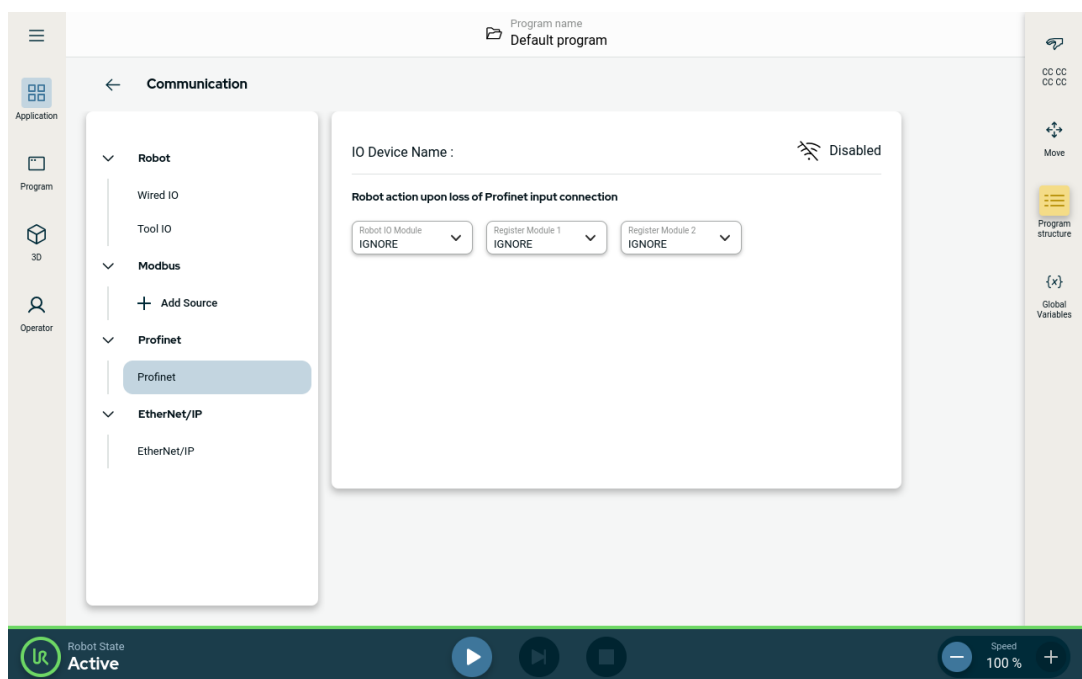 Program name
Default program
Application
Program
3D
Operator
Communication
Robot
Wired IO
Tool IO
Modbus
Add Source
Profinet
Profinet
EtherNet/IP
EtherNet/IP
IO Device Name :
Disabled
Robot action upon loss of Profinet input connection
Robot IO Module
IGNORE
Register Module 1
IGNORE
Register Module 2
IGNORE
CC CC
CC CC
Move
Program
structure
{x}
Global
Variables
UR
Robot State
Active
Speed
100 %